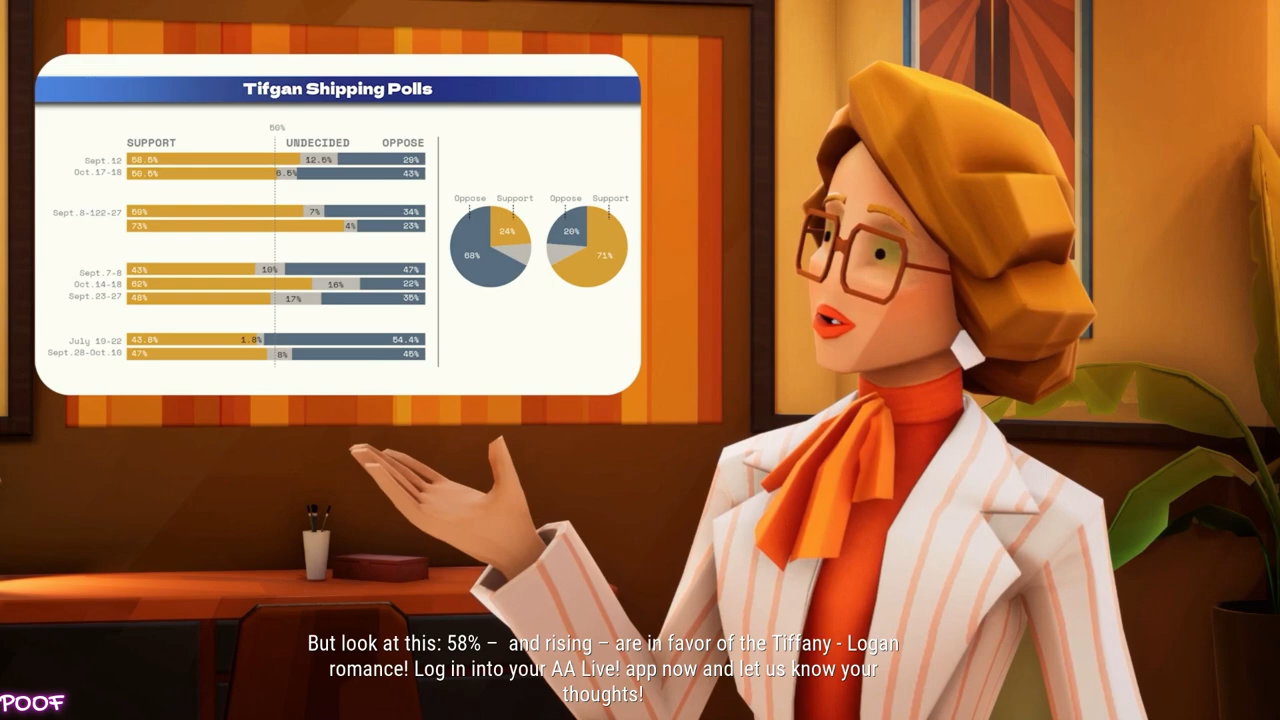 Tifgan Shipping Polls
50%
SUPPORT UNDECIDED OPPOSE
Sept.12 58.5% 12.5% 29%
Oct.17-18 50.5% 6.5% 43%
Sept.8-122-27 59% 7% 34%
73% 4% 23%
Sept.7-8 43% 10% 47%
Oct.14-18 62% 16% 22%
Sept.23-27 48% 17% 35%
July 19-22 43.8% 1.8% 54.4%
Sept.28-Oct.10 47% 8% 45%
Oppose Support Oppose Support
24% 68% 20% 71%
But look at this: 58% – and rising – are in favor of the Tiffany - Logan
romance! Log in into your AA Live! app now and let us know your
thoughts!
POOF